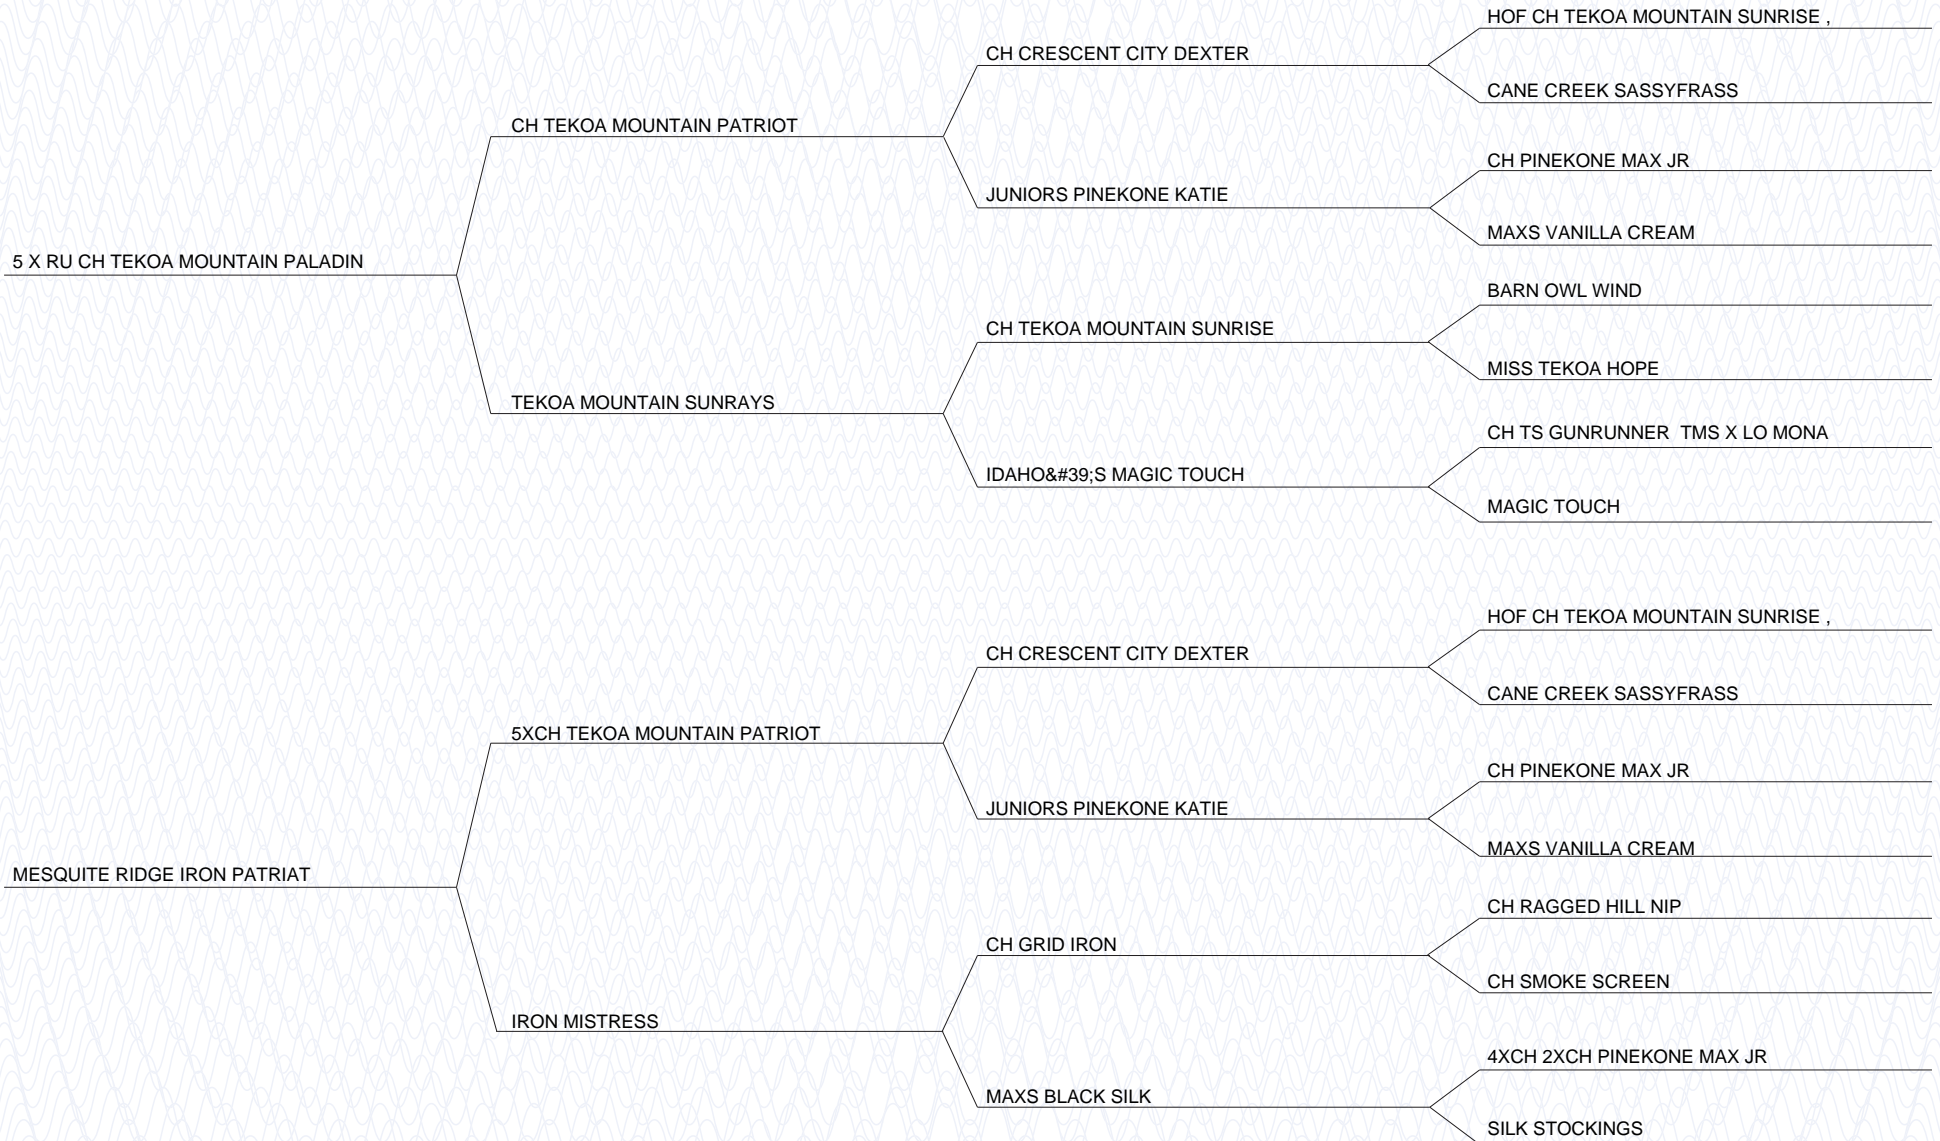 HOF CH TEKOA MOUNTAIN SUNRISE ,
CH CRESCENT CITY DEXTER
CANE CREEK SASSYFRASS
CH TEKOA MOUNTAIN PATRIOT
CH PINEKONE MAX JR
JUNIORS PINEKONE KATIE
MAXS VANILLA CREAM
5 X RU CH TEKOA MOUNTAIN PALADIN
BARN OWL WIND
CH TEKOA MOUNTAIN SUNRISE
MISS TEKOA HOPE
TEKOA MOUNTAIN SUNRAYS
CH TS GUNRUNNER  TMS X LO MONA
IDAHO&#39;S MAGIC TOUCH
MAGIC TOUCH
HOF CH TEKOA MOUNTAIN SUNRISE ,
CH CRESCENT CITY DEXTER
CANE CREEK SASSYFRASS
5XCH TEKOA MOUNTAIN PATRIOT
CH PINEKONE MAX JR
JUNIORS PINEKONE KATIE
MAXS VANILLA CREAM
MESQUITE RIDGE IRON PATRIAT
CH RAGGED HILL NIP
CH GRID IRON
CH SMOKE SCREEN
IRON MISTRESS
4XCH 2XCH PINEKONE MAX JR
MAXS BLACK SILK
SILK STOCKINGS